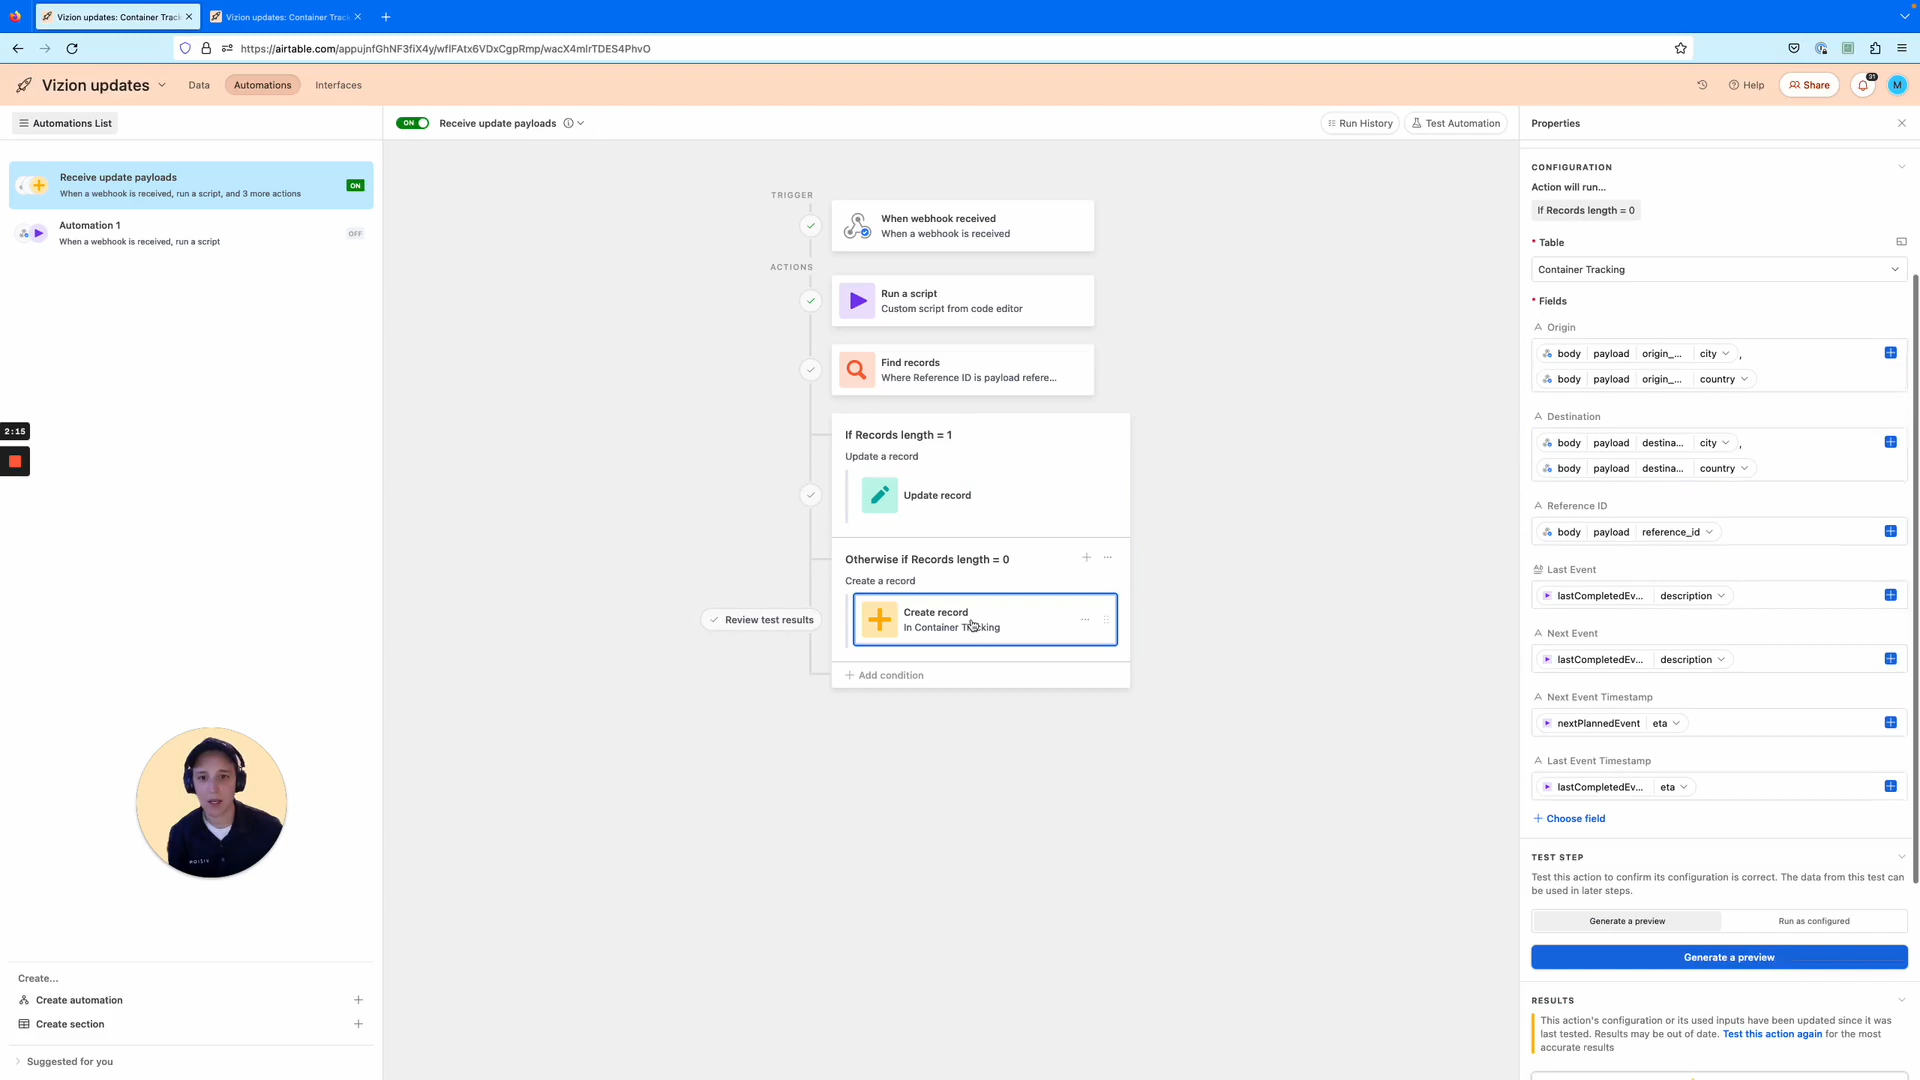 Vizion updates: Container Track
Vizion updates: Container Track
https://airtable.com/appujnfGhNF3fiX4y/wflFAtx6VDxCgpRmp/wacX4mlrTDES4PhvO
Vizion updates
Data
Automations
Interfaces
Help
Share
31
M
Automations List
ON
Receive update payloads
Run History
Test Automation
Properties
Receive update payloads
When a webhook is received, run a script, and 3 more actions
ON
Automation 1
When a webhook is received, run a script
OFF
2:15
TRIGGER
When webhook received
When a webhook is received
ACTIONS
Run a script
Custom script from code editor
Find records
Where Reference ID is payload refere...
If Records length = 1
Update a record
Update record
Otherwise if Records length = 0
Create a record
Create record
In Container Tracking
Review test results
Add condition
CONFIGURATION
Action will run...
If Records length = 0
* Table
Container Tracking
* Fields
Origin
body payload origin_... city ,
body payload origin_... country
Destination
body payload destina... city ,
body payload destina... country
Reference ID
body payload reference_id
Last Event
lastCompletedEv... description
Next Event
lastCompletedEv... description
Next Event Timestamp
nextPlannedEvent eta
Last Event Timestamp
lastCompletedEv... eta
+ Choose field
TEST STEP
Test this action to confirm its configuration is correct. The data from this test can
be used in later steps.
Generate a preview
Run as configured
Generate a preview
RESULTS
This action's configuration or its used inputs have been updated since it was
last tested. Results may be out of date. Test this action again for the most
accurate results
Create...
Create automation
Create section
Suggested for you